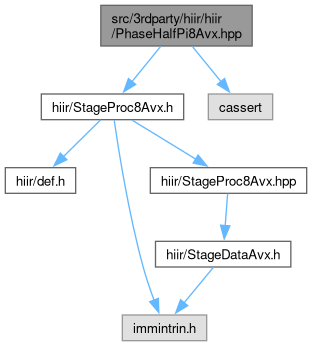 src/3rdparty/hiir/hiir
/PhaseHalfPi8Avx.hpp
hiir/StageProc8Avx.h
cassert
hiir/def.h
hiir/StageProc8Avx.hpp
hiir/StageDataAvx.h
immintrin.h